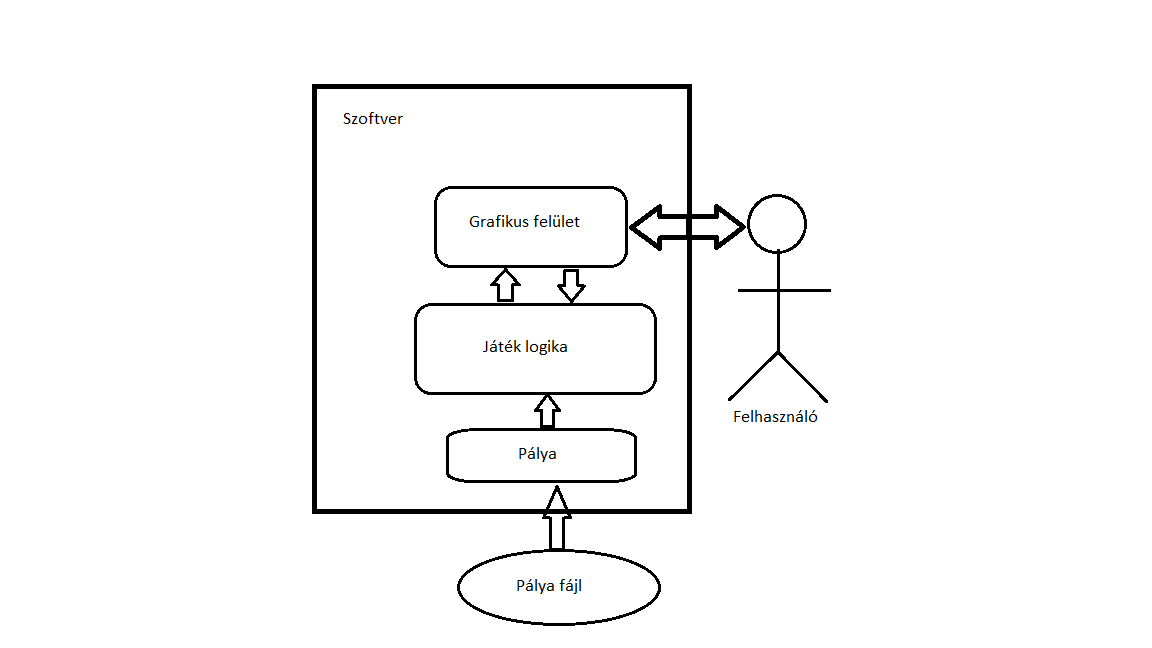 Szoftver
Grafikus felület
Játék logika
Felhasználó
Pálya
Pálya fájl